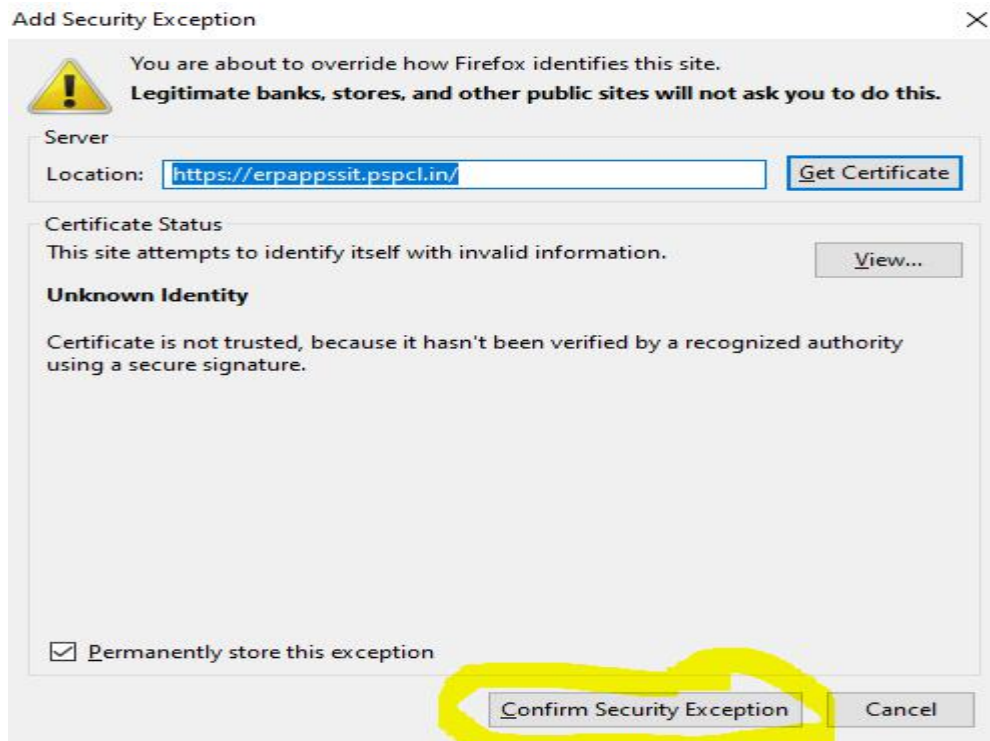 Add Security Exception
You are about to override how Firefox identifies this site.
Legitimate banks, stores, and other public sites will not ask you to do this.
Server
Location: https://erpappssit.pspcl.in/ Get Certificate
Certificate Status
This site attempts to identify itself with invalid information. View...
Unknown Identity
Certificate is not trusted, because it hasn't been verified by a recognized authority
using a secure signature.
Permanently store this exception
Confirm Security Exception Cancel